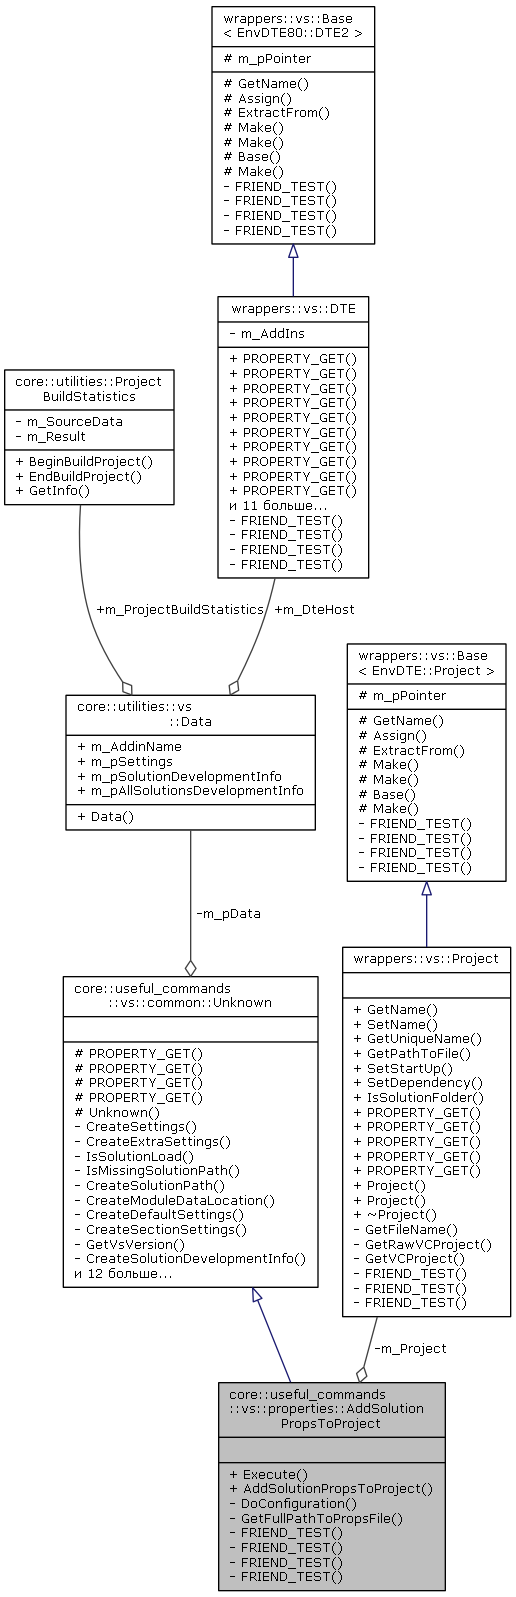 wrappers::vs::Base
< EnvDTE80::DTE2 >
# m_pPointer
# GetName()
# Assign()
# ExtractFrom()
# Make()
# Make()
# Base()
# Make()
- FRIEND_TEST()
- FRIEND_TEST()
- FRIEND_TEST()
- FRIEND_TEST()
wrappers::vs::DTE
- m_AddIns
+ PROPERTY_GET()
+ PROPERTY_GET()
+ PROPERTY_GET()
+ PROPERTY_GET()
+ PROPERTY_GET()
+ PROPERTY_GET()
+ PROPERTY_GET()
+ PROPERTY_GET()
+ PROPERTY_GET()
+ PROPERTY_GET()
и 11 больше...
- FRIEND_TEST()
- FRIEND_TEST()
- FRIEND_TEST()
- FRIEND_TEST()
core::utilities::Project
BuildStatistics
- m_SourceData
- m_Result
+ BeginBuildProject()
+ EndBuildProject()
+ GetInfo()
+m_ProjectBuildStatistics
+m_DteHost
core::utilities::vs
::Data
+ m_AddinName
+ m_pSettings
+ m_pSolutionDevelopmentInfo
+ m_pAllSolutionsDevelopmentInfo
+ Data()
wrappers::vs::Base
< EnvDTE::Project >
# m_pPointer
# GetName()
# Assign()
# ExtractFrom()
# Make()
# Make()
# Base()
# Make()
- FRIEND_TEST()
- FRIEND_TEST()
- FRIEND_TEST()
- FRIEND_TEST()
-m_pData
core::useful_commands
::vs::common::Unknown
# PROPERTY_GET()
# PROPERTY_GET()
# PROPERTY_GET()
# PROPERTY_GET()
# Unknown()
- CreateSettings()
- CreateExtraSettings()
- IsSolutionLoad()
- IsMissingSolutionPath()
- CreateSolutionPath()
- CreateModuleDataLocation()
- CreateDefaultSettings()
- CreateSectionSettings()
- GetVsVersion()
- CreateSolutionDevelopmentInfo()
и 12 больше...
wrappers::vs::Project
+ GetName()
+ SetName()
+ GetUniqueName()
+ GetPathToFile()
+ SetStartUp()
+ SetDependency()
+ IsSolutionFolder()
+ PROPERTY_GET()
+ PROPERTY_GET()
+ PROPERTY_GET()
+ PROPERTY_GET()
+ PROPERTY_GET()
+ Project()
+ Project()
+ ~Project()
- GetFileName()
- GetRawVCProject()
- GetVCProject()
- FRIEND_TEST()
- FRIEND_TEST()
- FRIEND_TEST()
-m_Project
core::useful_commands
::vs::properties::AddSolution
PropsToProject
+ Execute()
+ AddSolutionPropsToProject()
- DoConfiguration()
- GetFullPathToPropsFile()
- FRIEND_TEST()
- FRIEND_TEST()
- FRIEND_TEST()
- FRIEND_TEST()